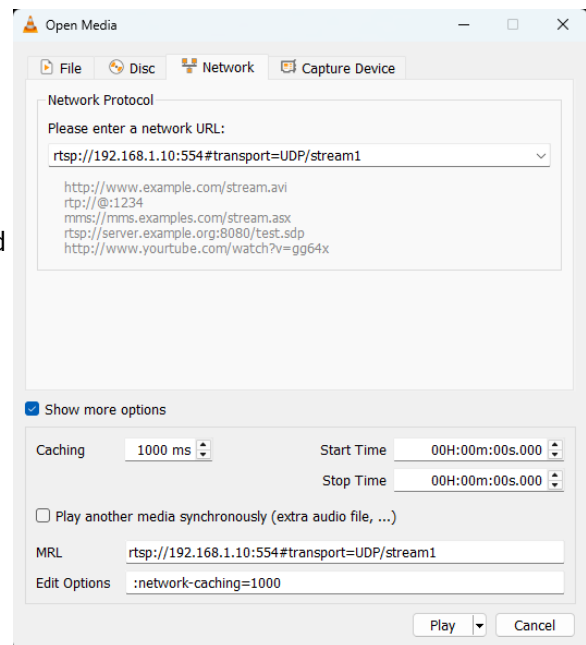 Open Media
File Disc Network Capture Device
Network Protocol
Please enter a network URL:
rtsp://192.168.1.10:554#transport=UDP/stream1
http://www.example.com/stream.avi
rtp://@:1234
mms://mms.examples.com/stream.asx
rtsp://server.example.org:8080/test.sdp
http://www.yourtube.com/watch?v=gg64x
Show more options
Caching 1000 ms Start Time 00H:00m:00s.000
Stop Time 00H:00m:00s.000
Play another media synchronously (extra audio file, ...)
MRL rtsp://192.168.1.10:554#transport=UDP/stream1
Edit Options :network-caching=1000
Play Cancel